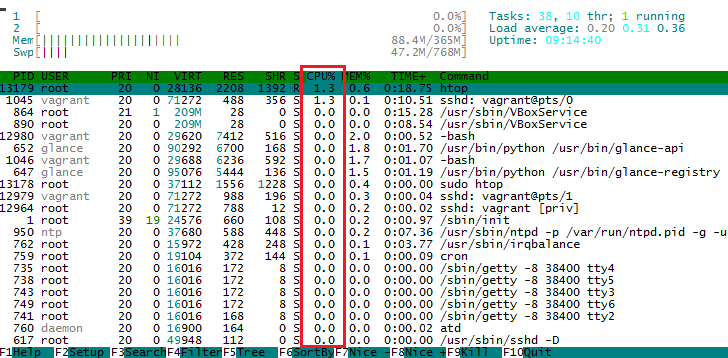 1 [ 0.0%] Tasks: 38, 10 thr; 1 running
2 [ 0.0%] Load average: 0.20 0.31 0.36
Mem[|||||||||||||||||||| 88.4M/365M] Uptime: 09:14:40
Swp[|||| 47.2M/768M]
PID USER PRI NI VIRT RES SHR S CPU% MEM% TIME+ Command
13179 root 20 0 28136 2208 1392 R 1.3 0.6 0:18.75 htop
1045 vagrant 20 0 71272 488 356 S 1.3 0.1 0:10.51 sshd: vagrant@pts/0
864 root 21 1 209M 28 0 S 0.0 0.0 0:15.28 /usr/sbin/VBoxService
890 root 20 0 209M 28 0 S 0.0 0.0 0:08.54 /usr/sbin/VBoxService
12980 vagrant 20 0 29620 7412 516 S 0.0 2.0 0:00.52 -bash
652 glance 20 0 90292 6700 168 S 0.0 1.8 0:01.70 /usr/bin/python /usr/bin/glance-api
1046 vagrant 20 0 29688 6236 592 S 0.0 1.7 0:01.07 -bash
647 glance 20 0 95076 5444 136 S 0.0 1.5 0:01.19 /usr/bin/python /usr/bin/glance-registry
13178 root 20 0 37112 1556 1228 S 0.0 0.4 0:00.00 sudo htop
12979 vagrant 20 0 71272 988 196 S 0.0 0.3 0:00.04 sshd: vagrant@pts/1
12964 root 20 0 71272 788 12 S 0.0 0.2 0:00.02 sshd: vagrant [priv]
1 root 39 19 24576 660 108 S 0.0 0.2 0:00.97 /sbin/init
950 ntp 20 0 37680 588 448 S 0.0 0.2 0:07.36 /usr/sbin/ntpd -p /var/run/ntpd.pid -g -u
762 root 20 0 15972 428 248 S 0.0 0.1 0:03.77 /usr/sbin/irqbalance
759 root 20 0 19104 372 144 S 0.0 0.1 0:00.09 cron
735 root 20 0 16016 172 8 S 0.0 0.0 0:00.00 /sbin/getty -8 38400 tty4
738 root 20 0 16016 172 8 S 0.0 0.0 0:00.00 /sbin/getty -8 38400 tty5
743 root 20 0 16016 172 8 S 0.0 0.0 0:00.00 /sbin/getty -8 38400 tty3
749 root 20 0 16016 172 8 S 0.0 0.0 0:00.00 /sbin/getty -8 38400 tty6
741 root 20 0 16016 168 8 S 0.0 0.0 0:00.00 /sbin/getty -8 38400 tty2
760 daemon 20 0 16900 164 0 S 0.0 0.0 0:00.02 atd
617 root 20 0 49948 112 0 S 0.0 0.0 0:00.02 /usr/sbin/sshd -D
F1Help F2Setup F3SearchF4FilterF5Tree F6SortByF7Nice -F8Nice +F9Kill F10Quit